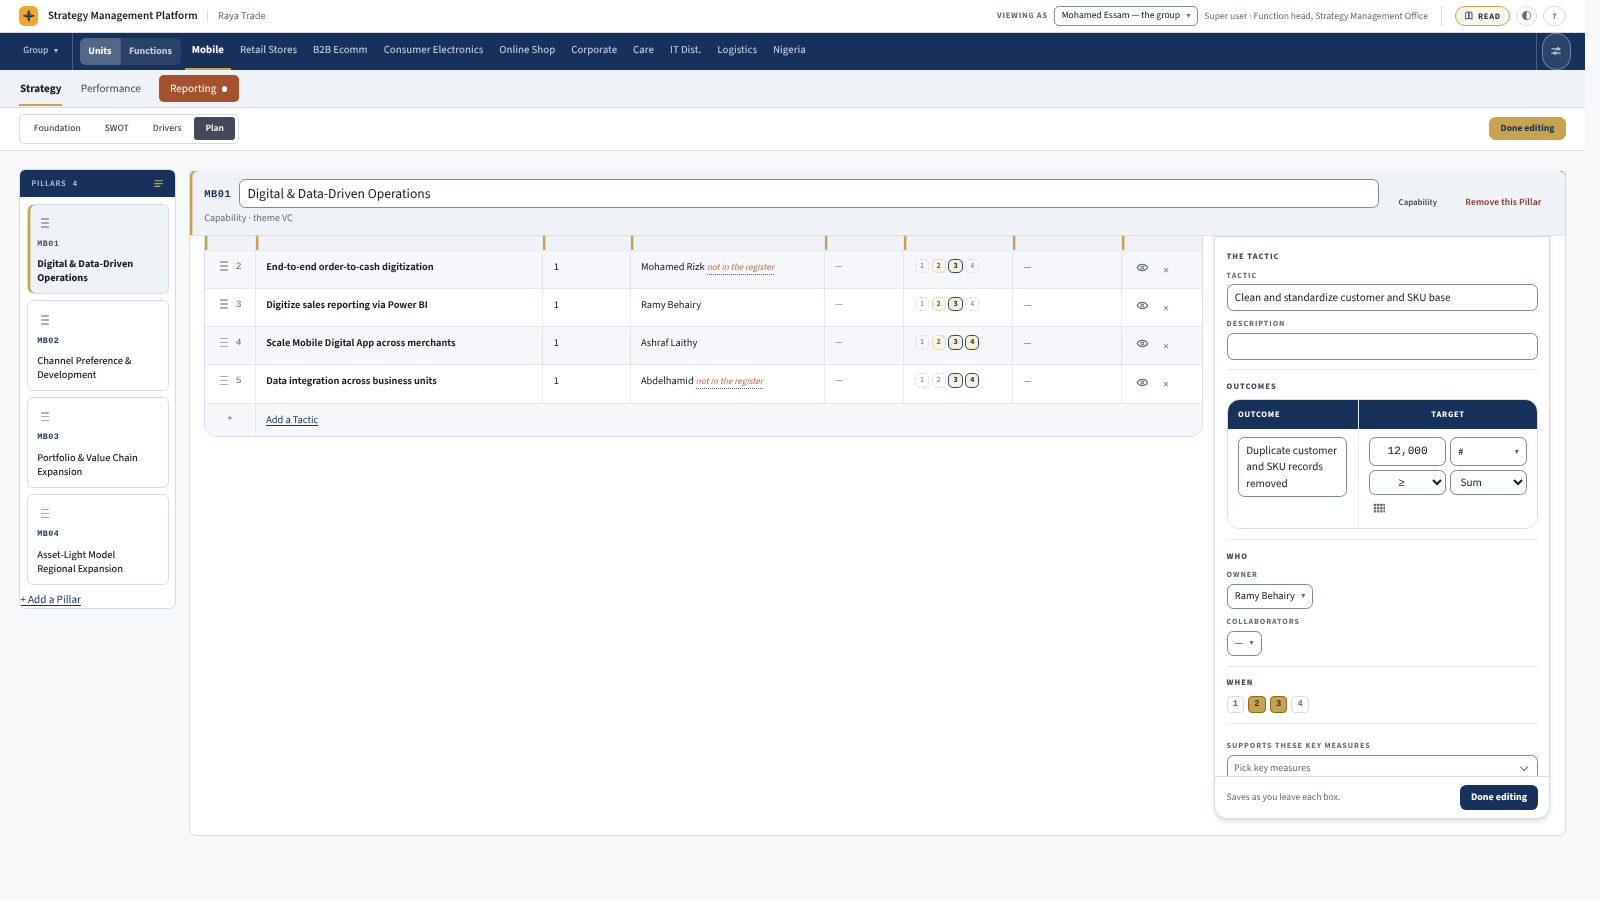 Strategy Management Platform Raya Trade
VIEWING AS Mohamed Essam — the group Super user · Function head, Strategy Management Office READ ?
Group Units Functions Mobile Retail Stores B2B Ecomm Consumer Electronics Online Shop Corporate Care IT Dist. Logistics Nigeria
Strategy Performance Reporting
Foundation SWOT Drivers Plan Done editing
PILLARS 4
MB01
Digital & Data-Driven
Operations
MB02
Channel Preference &
Development
MB03
Portfolio & Value Chain
Expansion
MB04
Asset-Light Model
Regional Expansion
+ Add a Pillar
MB01 Digital & Data-Driven Operations Capability Remove this Pillar
Capability · theme VC
2 End-to-end order-to-cash digitization 1 Mohamed Rizk not in the register — 1 2 3 4 — ×
3 Digitize sales reporting via Power BI 1 Ramy Behairy — 1 2 3 4 — ×
4 Scale Mobile Digital App across merchants 1 Ashraf Laithy — 1 2 3 4 — ×
5 Data integration across business units 1 Abdelhamid not in the register — 1 2 3 4 — ×
+ Add a Tactic
THE TACTIC
TACTIC
Clean and standardize customer and SKU base
DESCRIPTION
OUTCOMES
OUTCOME TARGET
Duplicate customer
and SKU records
removed
12,000 #
≥ Sum
WHO
OWNER
Ramy Behairy
COLLABORATORS
—
WHEN
1 2 3 4
SUPPORTS THESE KEY MEASURES
Pick key measures
Saves as you leave each box. Done editing